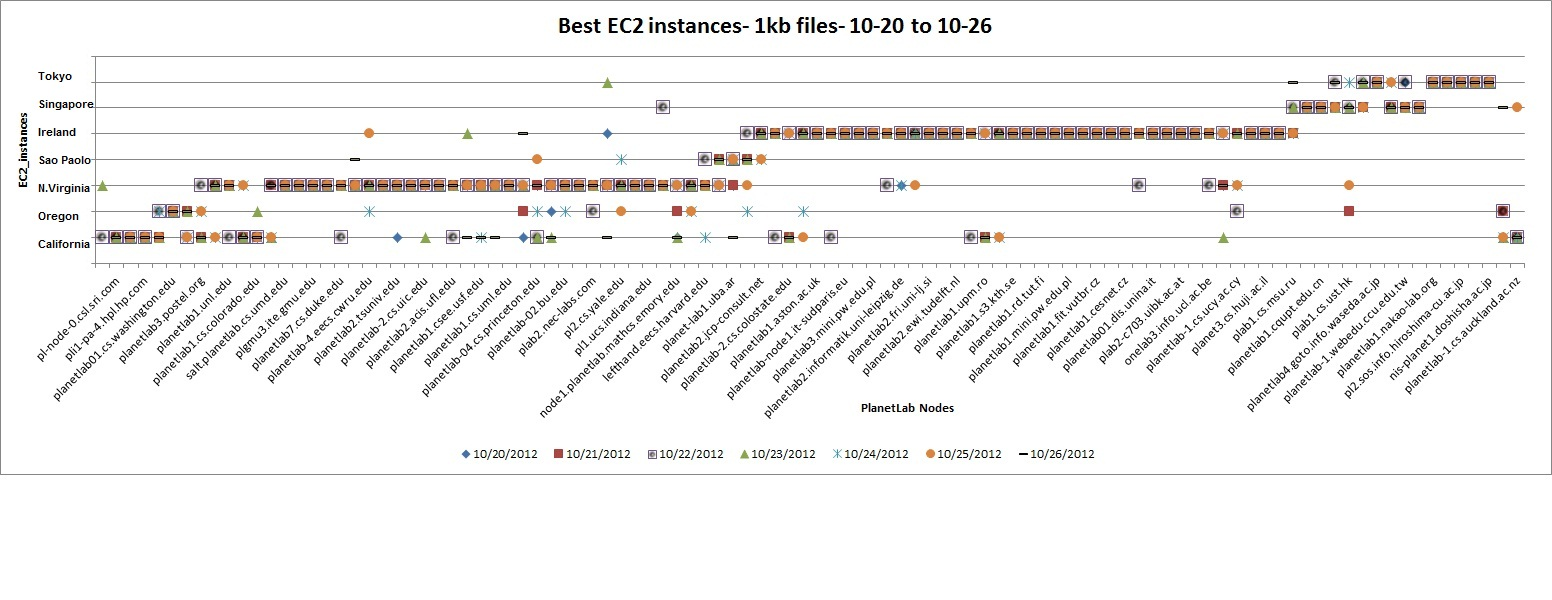 Best EC2 instances- 1kb files- 10-20 to 10-26
EC2_instances
Tokyo
Singapore
Ireland
Sao Paolo
N.Virginia
Oregon
California
pl-node-0.csl.sri.com
pli1-pa-4.hpl.hp.com
planetlab01.cs.washington.edu
planetlab3.postel.org
planetlab1.unl.edu
planetlab1.cs.colorado.edu
salt.planetlab.cs.umd.edu
plgmu3.ite.gmu.edu
planetlab7.cs.duke.edu
planetlab-4.eecs.cwru.edu
planetlab2.tsuniv.edu
planetlab-2.cs.uic.edu
planetlab2.acis.ufl.edu
planetlab1.csee.usf.edu
planetlab1.cs.uml.edu
planetlab-04.cs.princeton.edu
planetlab-02.bu.edu
plab2.nec-labs.com
pl2.cs.yale.edu
pl1.ucs.indiana.edu
node1.planetlab.mathcs.emory.edu
lefthand.eecs.harvard.edu
planet-lab1.uba.ar
planetlab2.jcp-consult.net
planetlab-2.cs.colostate.edu
planetlab1.aston.ac.uk
planetlab-node1.it-sudparis.eu
planetlab3.mini.pw.edu.pl
planetlab2.informatik.uni-leipzig.de
planetlab2.fri.uni-lj.si
planetlab2.ewi.tudelft.nl
planetlab1.upm.ro
planetlab1.s3.kth.se
planetlab1.rd.tut.fi
planetlab1.mini.pw.edu.pl
planetlab1.fit.vutbr.cz
planetlab1.cesnet.cz
planetlab01.dis.unina.it
plab2-c703.uibk.ac.at
onelab3.info.ucl.ac.be
planetlab-1.cs.ucy.ac.cy
planet3.cs.huji.ac.il
plab1.cs.msu.ru
planetlab1.cqupt.edu.cn
plab1.cs.ust.hk
planetlab4.goto.info.waseda.ac.jp
planetlab-1.webedu.ccu.edu.tw
planetlab1.nakao-lab.org
pl2.sos.info.hiroshima-cu.ac.jp
nis-planet1.doshisha.ac.jp
planetlab-1.cs.auckland.ac.nz
PlanetLab Nodes
10/20/2012 10/21/2012 10/22/2012 10/23/2012 10/24/2012 10/25/2012 10/26/2012